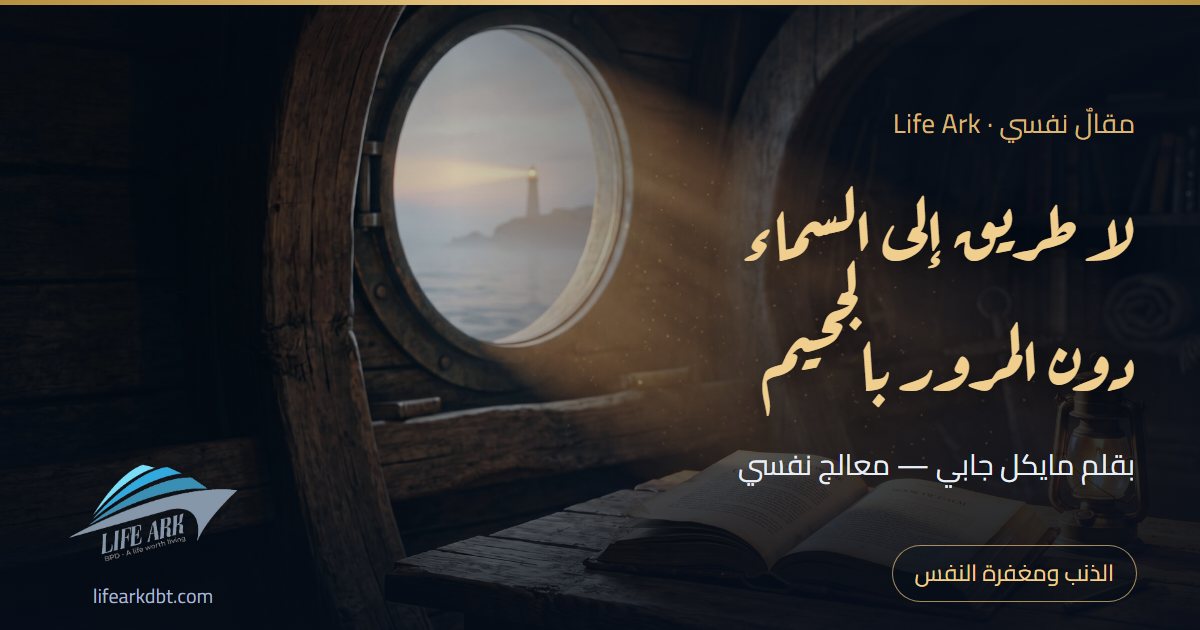 مقالٌ نفسي · Life Ark
لا طريق إلى السماء
دون المرور بالجحيم
بقلم مايكل جابي — معالج نفسي
الذنب ومغفرة النفس
LIFE ARK
BPD - A life worth living
lifearkdbt.com